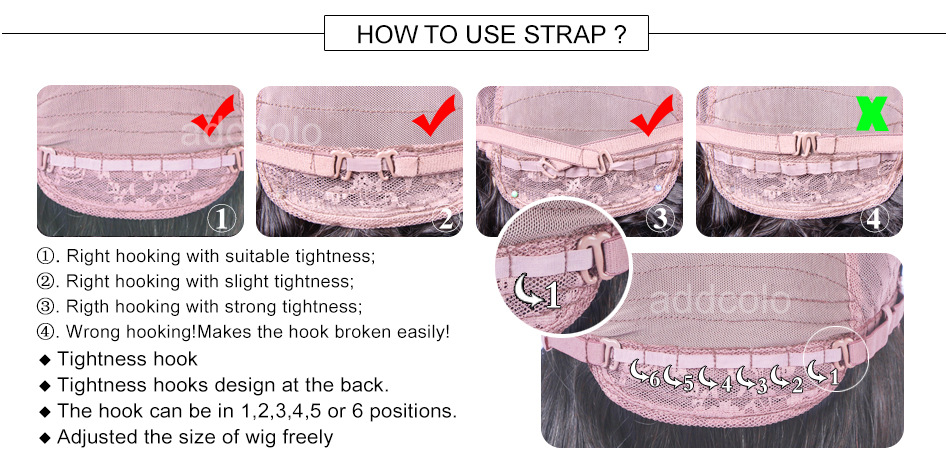 HOW TO USE STRAP ?
addcolo
① ② ③ ④
①. Right hooking with suitable tightness;
②. Right hooking with slight tightness;
③. Rigth hooking with strong tightness;
④. Wrong hooking!Makes the hook broken easily!
◆ Tightness hook
◆ Tightness hooks design at the back.
◆ The hook can be in 1,2,3,4,5 or 6 positions.
◆ Adjusted the size of wig freely
1
addcolo
6 5 4 3 2 1